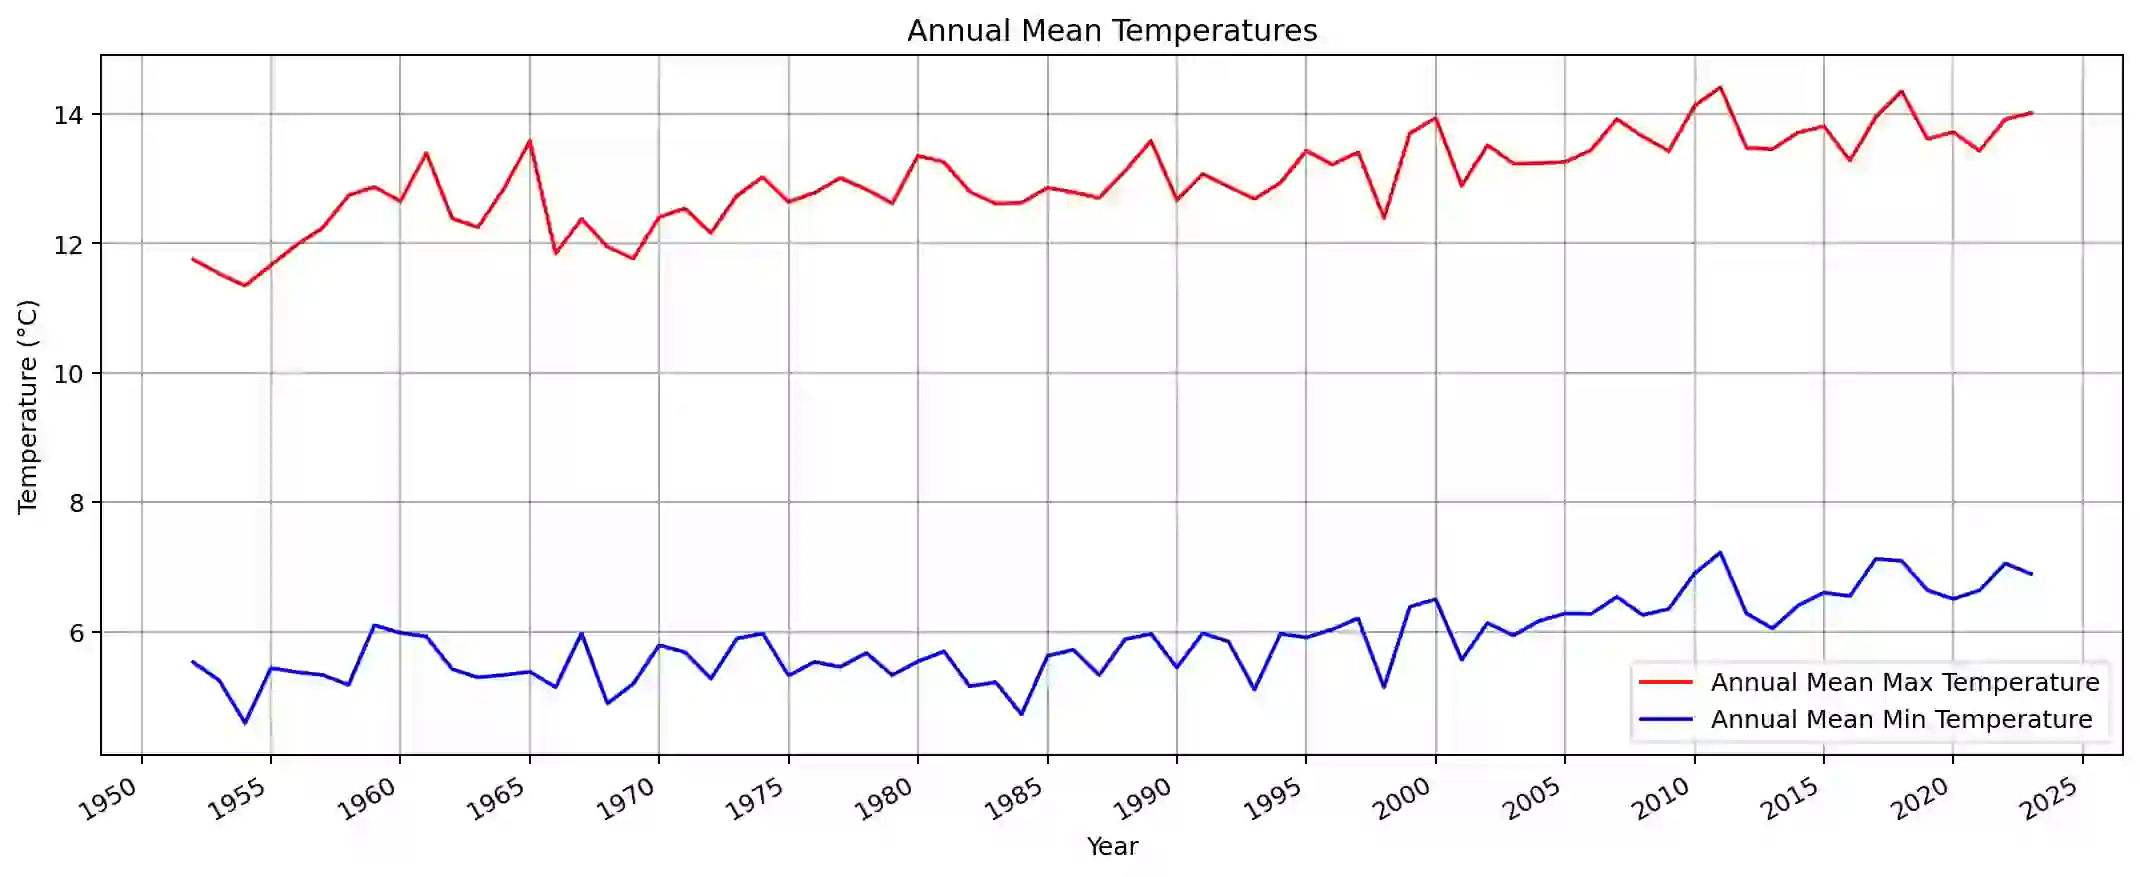 Annual Mean Temperatures
14
12
10
8
6
Temperature (°C)
1950 1955 1960 1965 1970 1975 1980 1985 1990 1995 2000 2005 2010 2015 2020 2025
Year
Annual Mean Max Temperature
Annual Mean Min Temperature